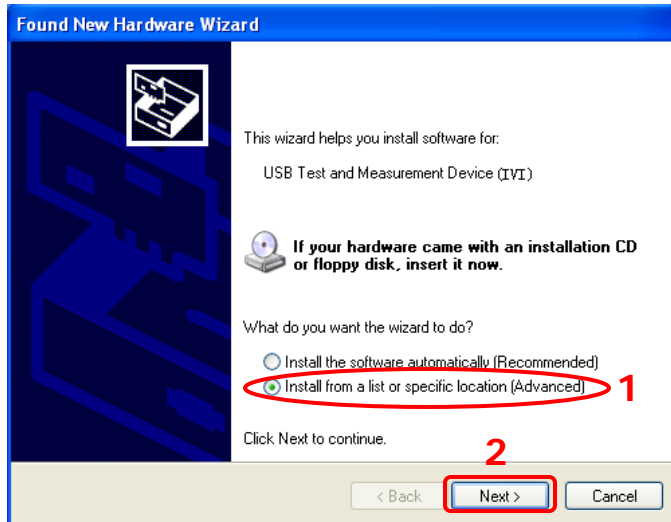 Found New Hardware Wizard
This wizard helps you install software for:
USB Test and Measurement Device (IVI)
If your hardware came with an installation CD
or floppy disk, insert it now.
What do you want the wizard to do?
Install the software automatically (Recommended)
Install from a list or specific location (Advanced)
1
Click Next to continue.
2
< Back
Next >
Cancel